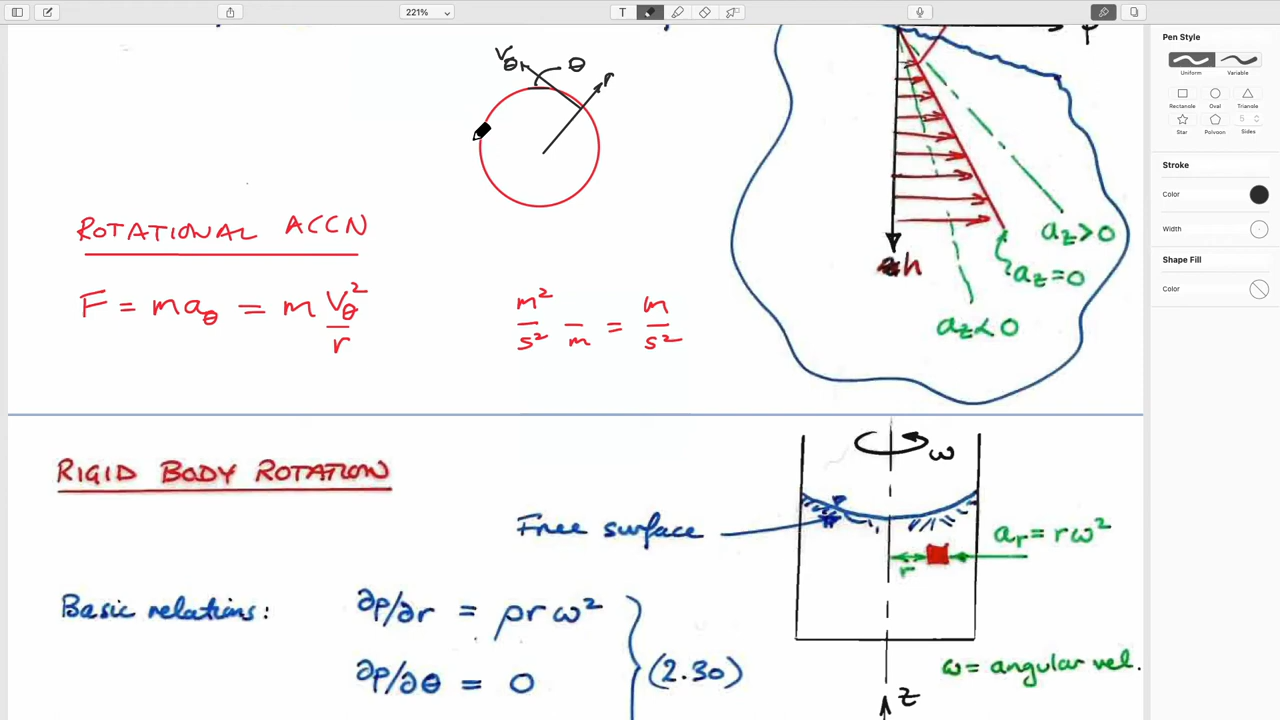 221%
T
Pen Style
Uniform
Variable
Rectangle
Oval
Triangle
Star
Polygon
5
Sides
Stroke
Color
Width
Shape Fill
Color
Vθ
θ
r
P
h
az>0
az=0
az<0
ROTATIONAL ACCN
F = maθ = m Vθ²/r
m²/s² /m = m/s²
RIGID BODY ROTATION
ω
Free surface
ar = rω²
r
Basic relations:
∂p/∂r = ρrω²
∂p/∂θ = 0
(2.30)
ω = angular vel.
z